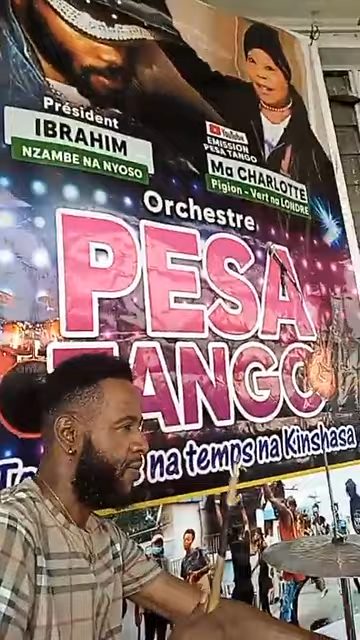 Président
IBRAHIM
NZAMBE NA NYOSO
YouTube
EMISSION
PESA TANGO
Ma CHARLOTTE
Pigion - Vert na LONDRE
Orchestre
PESA
TANGO
na temps na Kinshasa